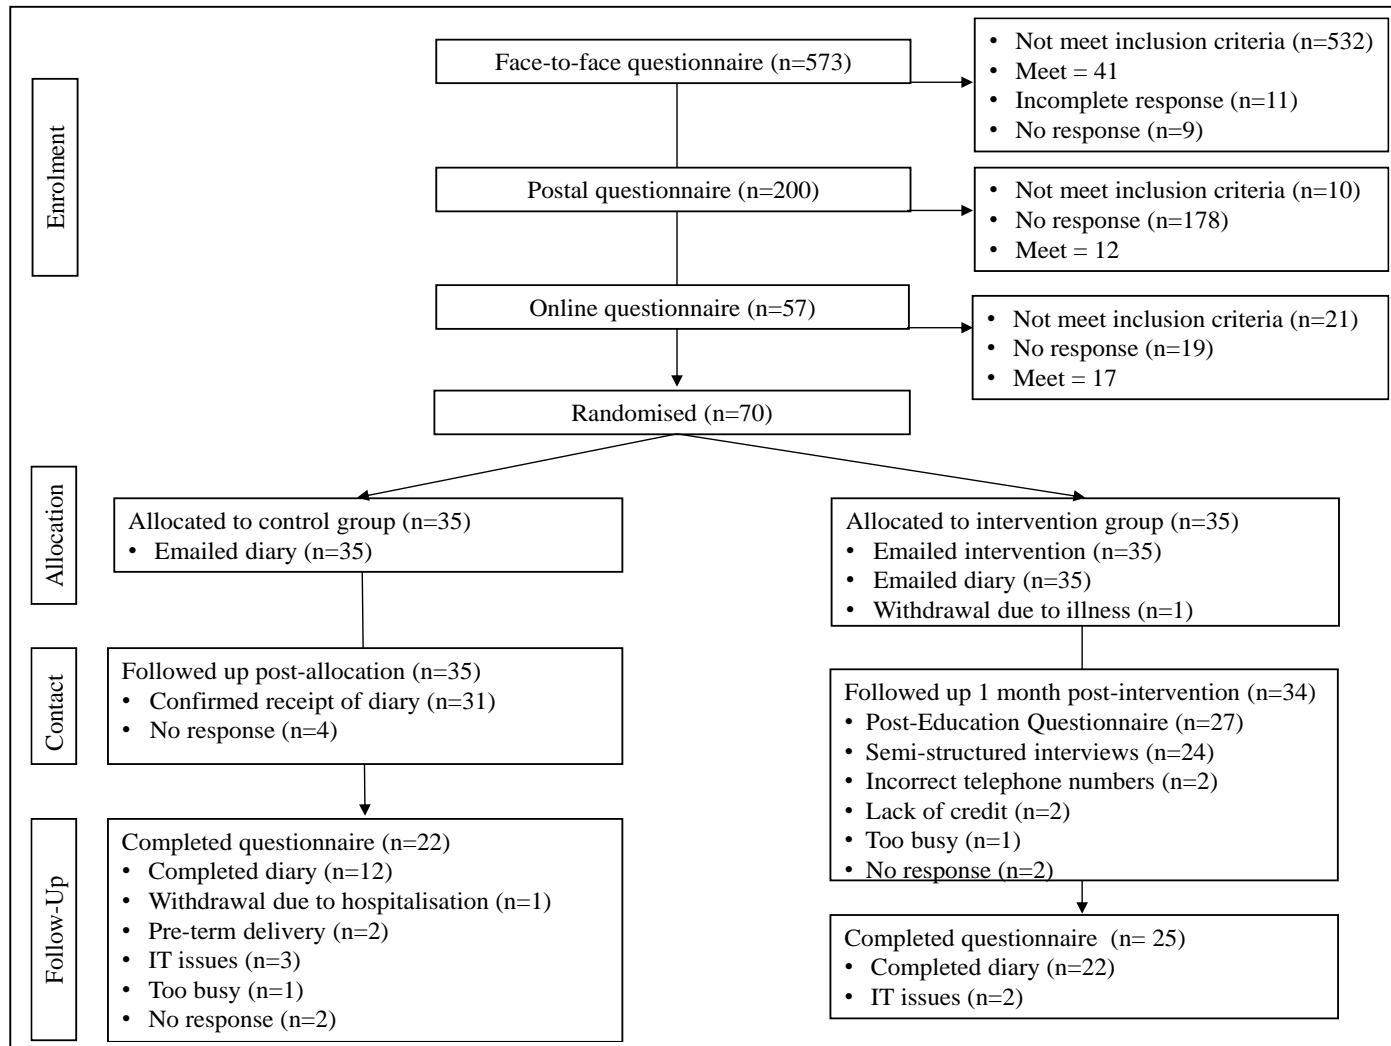 Enrolment
Face-to-face questionnaire (n=573)
• Not meet inclusion criteria (n=532)
• Meet = 41
• Incomplete response (n=11)
• No response (n=9)
Postal questionnaire (n=200)
• Not meet inclusion criteria (n=10)
• No response (n=178)
• Meet = 12
Online questionnaire (n=57)
• Not meet inclusion criteria (n=21)
• No response (n=19)
• Meet = 17
Randomised (n=70)
Allocation
Allocated to control group (n=35)
• Emailed diary (n=35)
Allocated to intervention group (n=35)
• Emailed intervention (n=35)
• Emailed diary (n=35)
• Withdrawal due to illness (n=1)
Contact
Followed up post-allocation (n=35)
• Confirmed receipt of diary (n=31)
• No response (n=4)
Followed up 1 month post-intervention (n=34)
• Post-Education Questionnaire (n=27)
• Semi-structured interviews (n=24)
• Incorrect telephone numbers (n=2)
• Lack of credit (n=2)
• Too busy (n=1)
• No response (n=2)
Follow-Up
Completed questionnaire (n=22)
• Completed diary (n=12)
• Withdrawal due to hospitalisation (n=1)
• Pre-term delivery (n=2)
• IT issues (n=3)
• Too busy (n=1)
• No response (n=2)
Completed questionnaire (n= 25)
• Completed diary (n=22)
• IT issues (n=2)